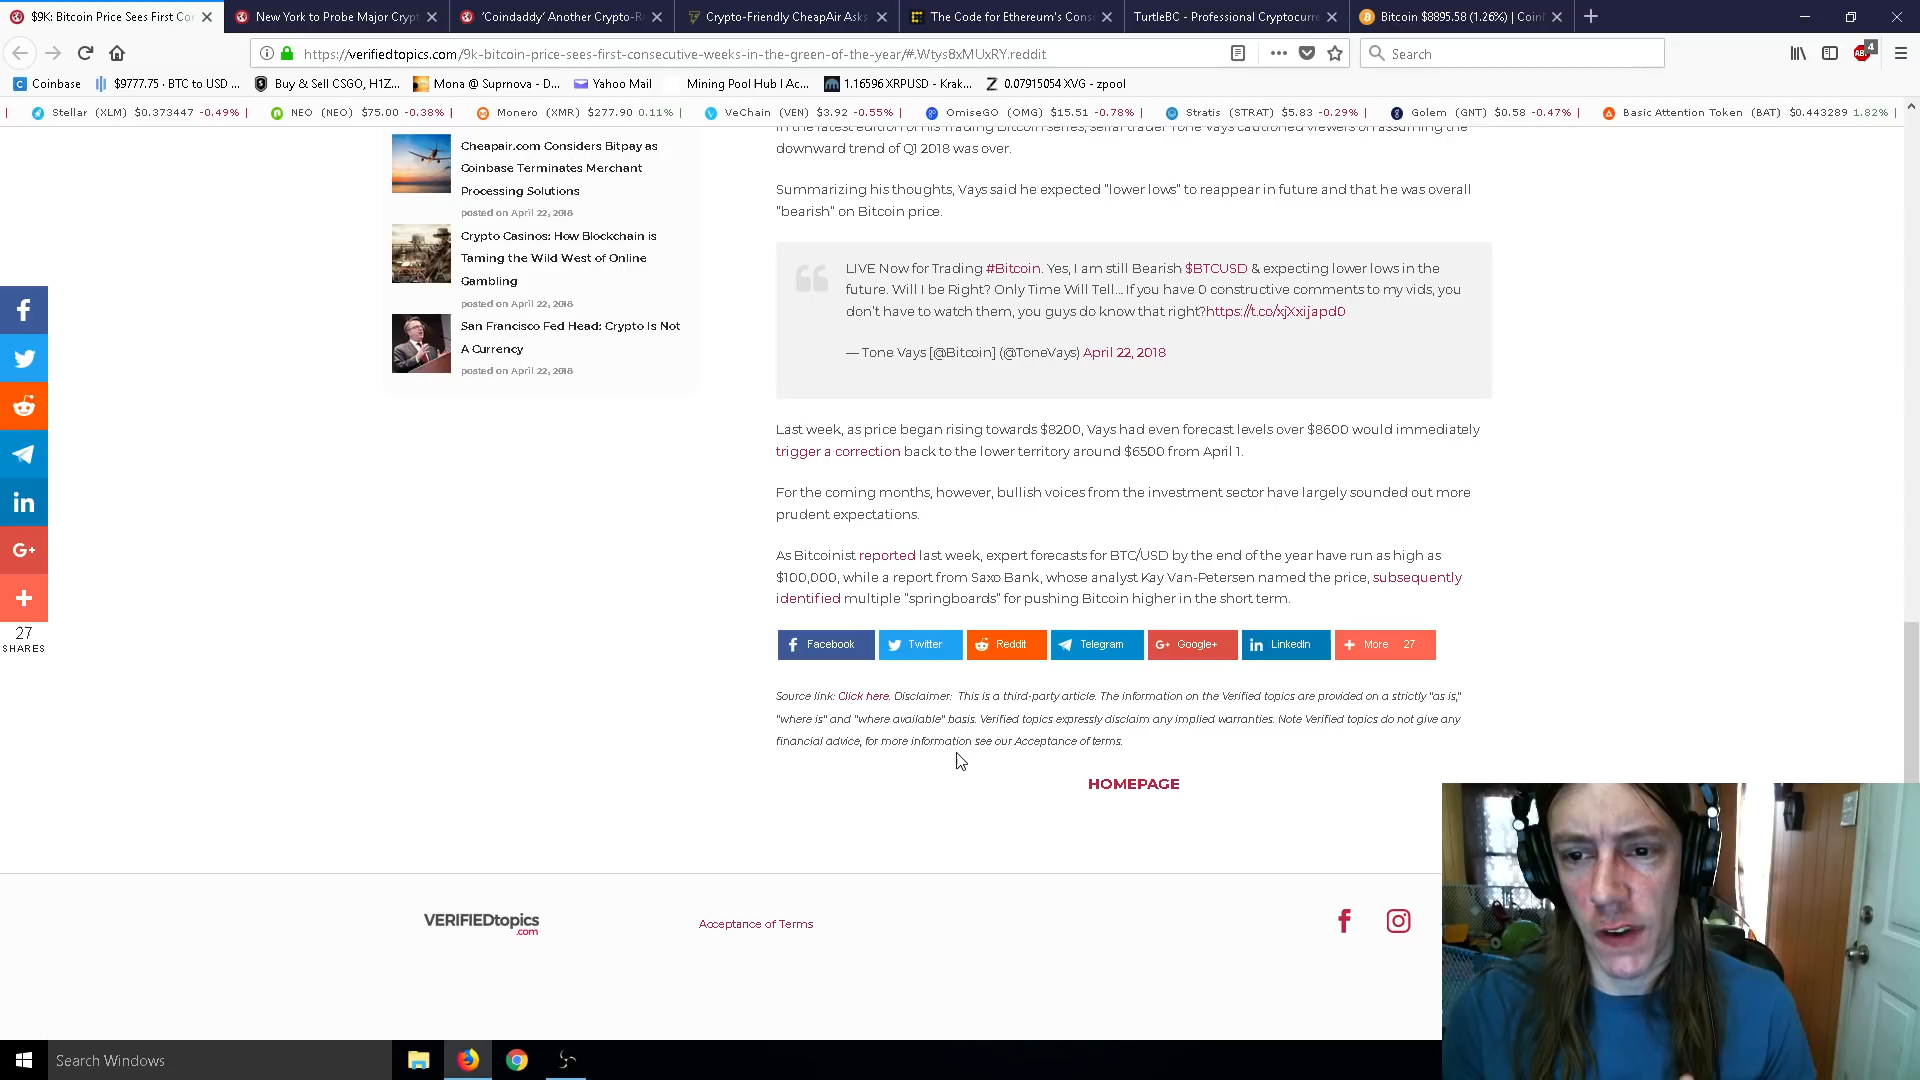 $9K: Bitcoin Price Sees First Con
New York to Probe Major Crypt
'Coindaddy' Another Crypto-R
Crypto-Friendly CheapAir Asks
The Code for Ethereum's Cons
TurtleBC - Professional Cryptocurre
Bitcoin $8895.58 (1.26%) | Coin
https://verifiedtopics.com/9k-bitcoin-price-sees-first-consecutive-weeks-in-the-green-of-the-year/#.Wtys8xMUxRY.reddit
Search
4
Coinbase
$9777.75 · BTC to USD ...
Buy & Sell CSGO, H1Z...
Mona @ Suprnova - D...
Yahoo Mail
Mining Pool Hub | Ac...
1.16596 XRPUSD - Krak...
0.07915054 XVG - zpool
| Stellar (XLM) $0.373447 -0.49% |
NEO (NEO) $75.00 -0.38% |
Monero (XMR) $277.90 0.11% |
VeChain (VEN) $3.92 -0.55% |
OmiseGO (OMG) $15.51 -0.78% |
Stratis (STRAT) $5.83 -0.29% |
Golem (GNT) $0.58 -0.47% |
Basic Attention Token (BAT) $0.443289 1.82% |
Cheapair.com Considers Bitpay as
Coinbase Terminates Merchant
Processing Solutions
posted on April 22, 2018
Crypto Casinos: How Blockchain is
Taming the Wild West of Online
Gambling
posted on April 22, 2018
San Francisco Fed Head: Crypto Is Not
A Currency
posted on April 22, 2018
27
SHARES
In the latest edition of his Trading Bitcoin series, serial trader Tone Vays cautioned viewers on assuming the
downward trend of Q1 2018 was over.
Summarizing his thoughts, Vays said he expected "lower lows" to reappear in future and that he was overall
"bearish" on Bitcoin price.
LIVE Now for Trading #Bitcoin. Yes, I am still Bearish $BTCUSD & expecting lower lows in the
future. Will I be Right? Only Time Will Tell... If you have 0 constructive comments to my vids, you
don't have to watch them, you guys do know that right?https://t.co/xjXxijapd0
— Tone Vays [@Bitcoin] (@ToneVays) April 22, 2018
Last week, as price began rising towards $8200, Vays had even forecast levels over $8600 would immediately
trigger a correction back to the lower territory around $6500 from April 1.
For the coming months, however, bullish voices from the investment sector have largely sounded out more
prudent expectations.
As Bitcoinist reported last week, expert forecasts for BTC/USD by the end of the year have run as high as
$100,000, while a report from Saxo Bank, whose analyst Kay Van-Petersen named the price, subsequently
identified multiple "springboards" for pushing Bitcoin higher in the short term.
Facebook
Twitter
Reddit
Telegram
Google+
LinkedIn
More 27
Source link: Click here. Disclaimer: This is a third-party article. The information on the Verified topics are provided on a strictly "as is,"
"where is" and "where available" basis. Verified topics expressly disclaim any implied warranties. Note Verified topics do not give any
financial advice, for more information see our Acceptance of terms.
HOMEPAGE
VERIFIEDtopics
.com
Acceptance of Terms
Search Windows